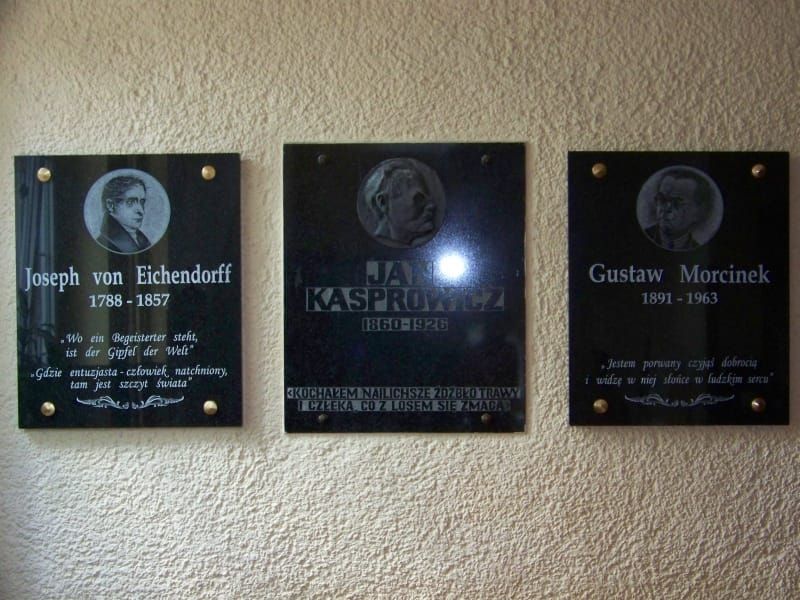 Joseph von Eichendorff
1788 - 1857
„Wo ein Begeisterter steht,
ist der Gipfel der Welt”
„Gdzie entuzjasta - człowiek natchniony,
tam jest szczyt świata”
JAN
KASPROWICZ
1860-1926
«KOCHAŁEM NAJLICHSZE ŹDŹBŁO TRAWY
I CZŁEKA, CO Z LOSEM SIĘ ZMAGA»
Gustaw Morcinek
1891 - 1963
„Jestem porwany czyjąś dobrocią
i widzę w niej słońce w ludzkim sercu”